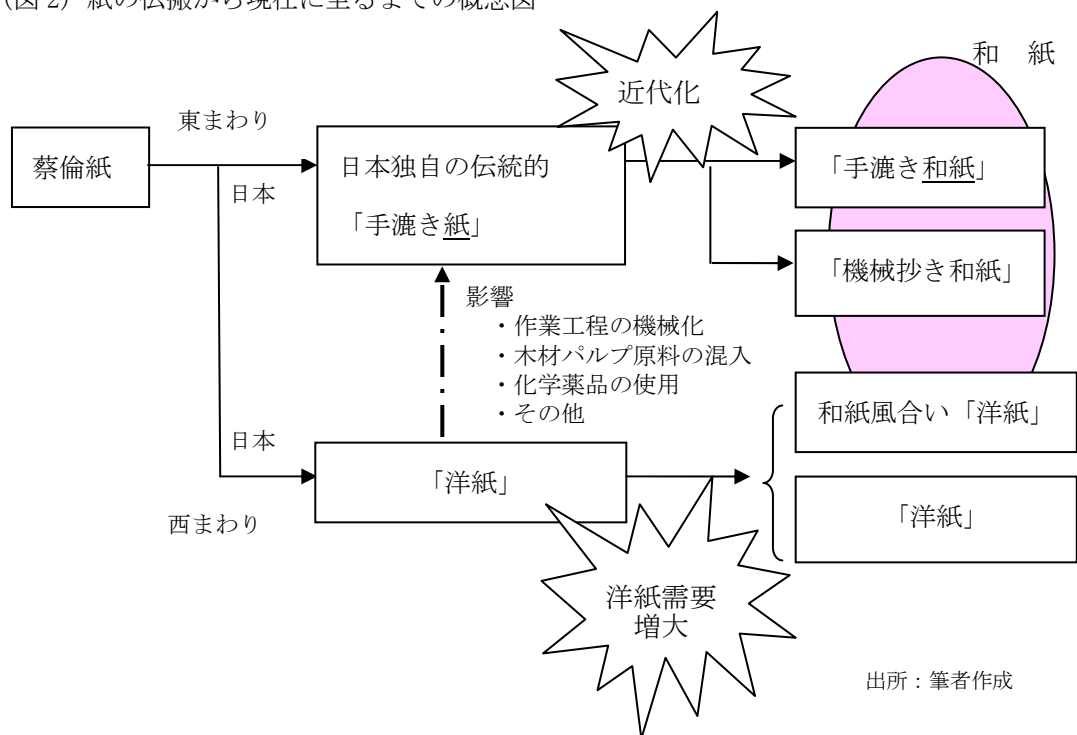 (図 2) 紙の伝搬から現在に至るまでの概念図
近代化
和 紙
東まわり
蔡倫紙
日本
日本独自の伝統的
「手漉き紙」
「手漉き和紙」
「機械抄き和紙」
影響
・作業工程の機械化
・木材パルプ原料の混入
・化学薬品の使用
・その他
和紙風合い「洋紙」
日本
「洋紙」
「洋紙」
西まわり
洋紙需要
増大
出所：筆者作成